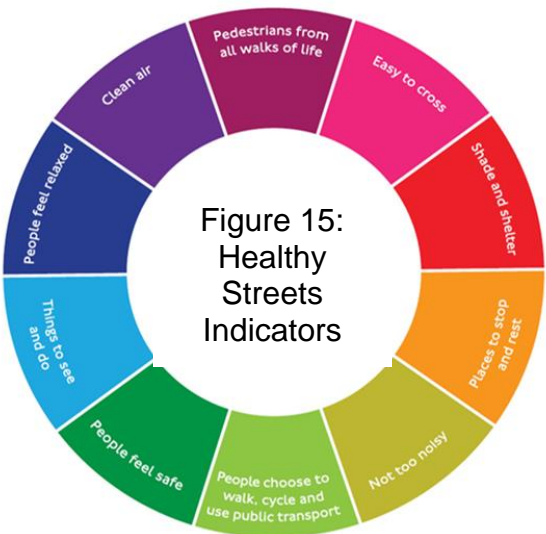 Pedestrians from
all walks of life
Easy to cross
Shade and shelter
Places to stop
and rest
Not too noisy
People choose to
walk, cycle and
use public transport
People feel safe
Things to see
and do
People feel relaxed
Clean air
Figure 15:
Healthy
Streets
Indicators